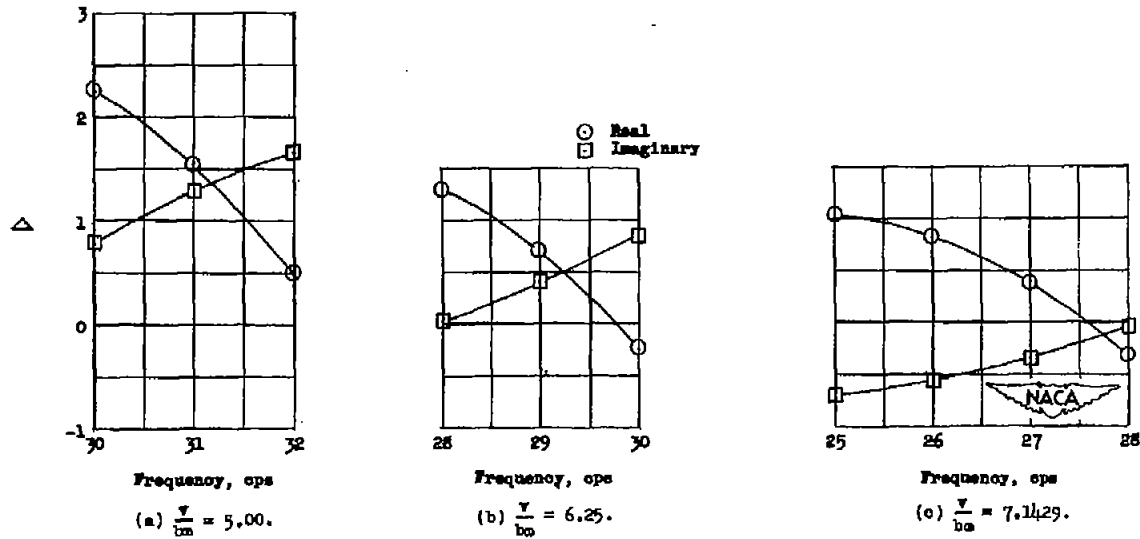 3
2
1
0
-1
Δ
30 31 32
Frequency, cps
(a) v/bω = 5.00.
○ Real
□ Imaginary
28 29 30
Frequency, cps
(b) v/bω = 6.25.
NACA
25 26 27 28
Frequency, cps
(c) v/bω = 7.1429.